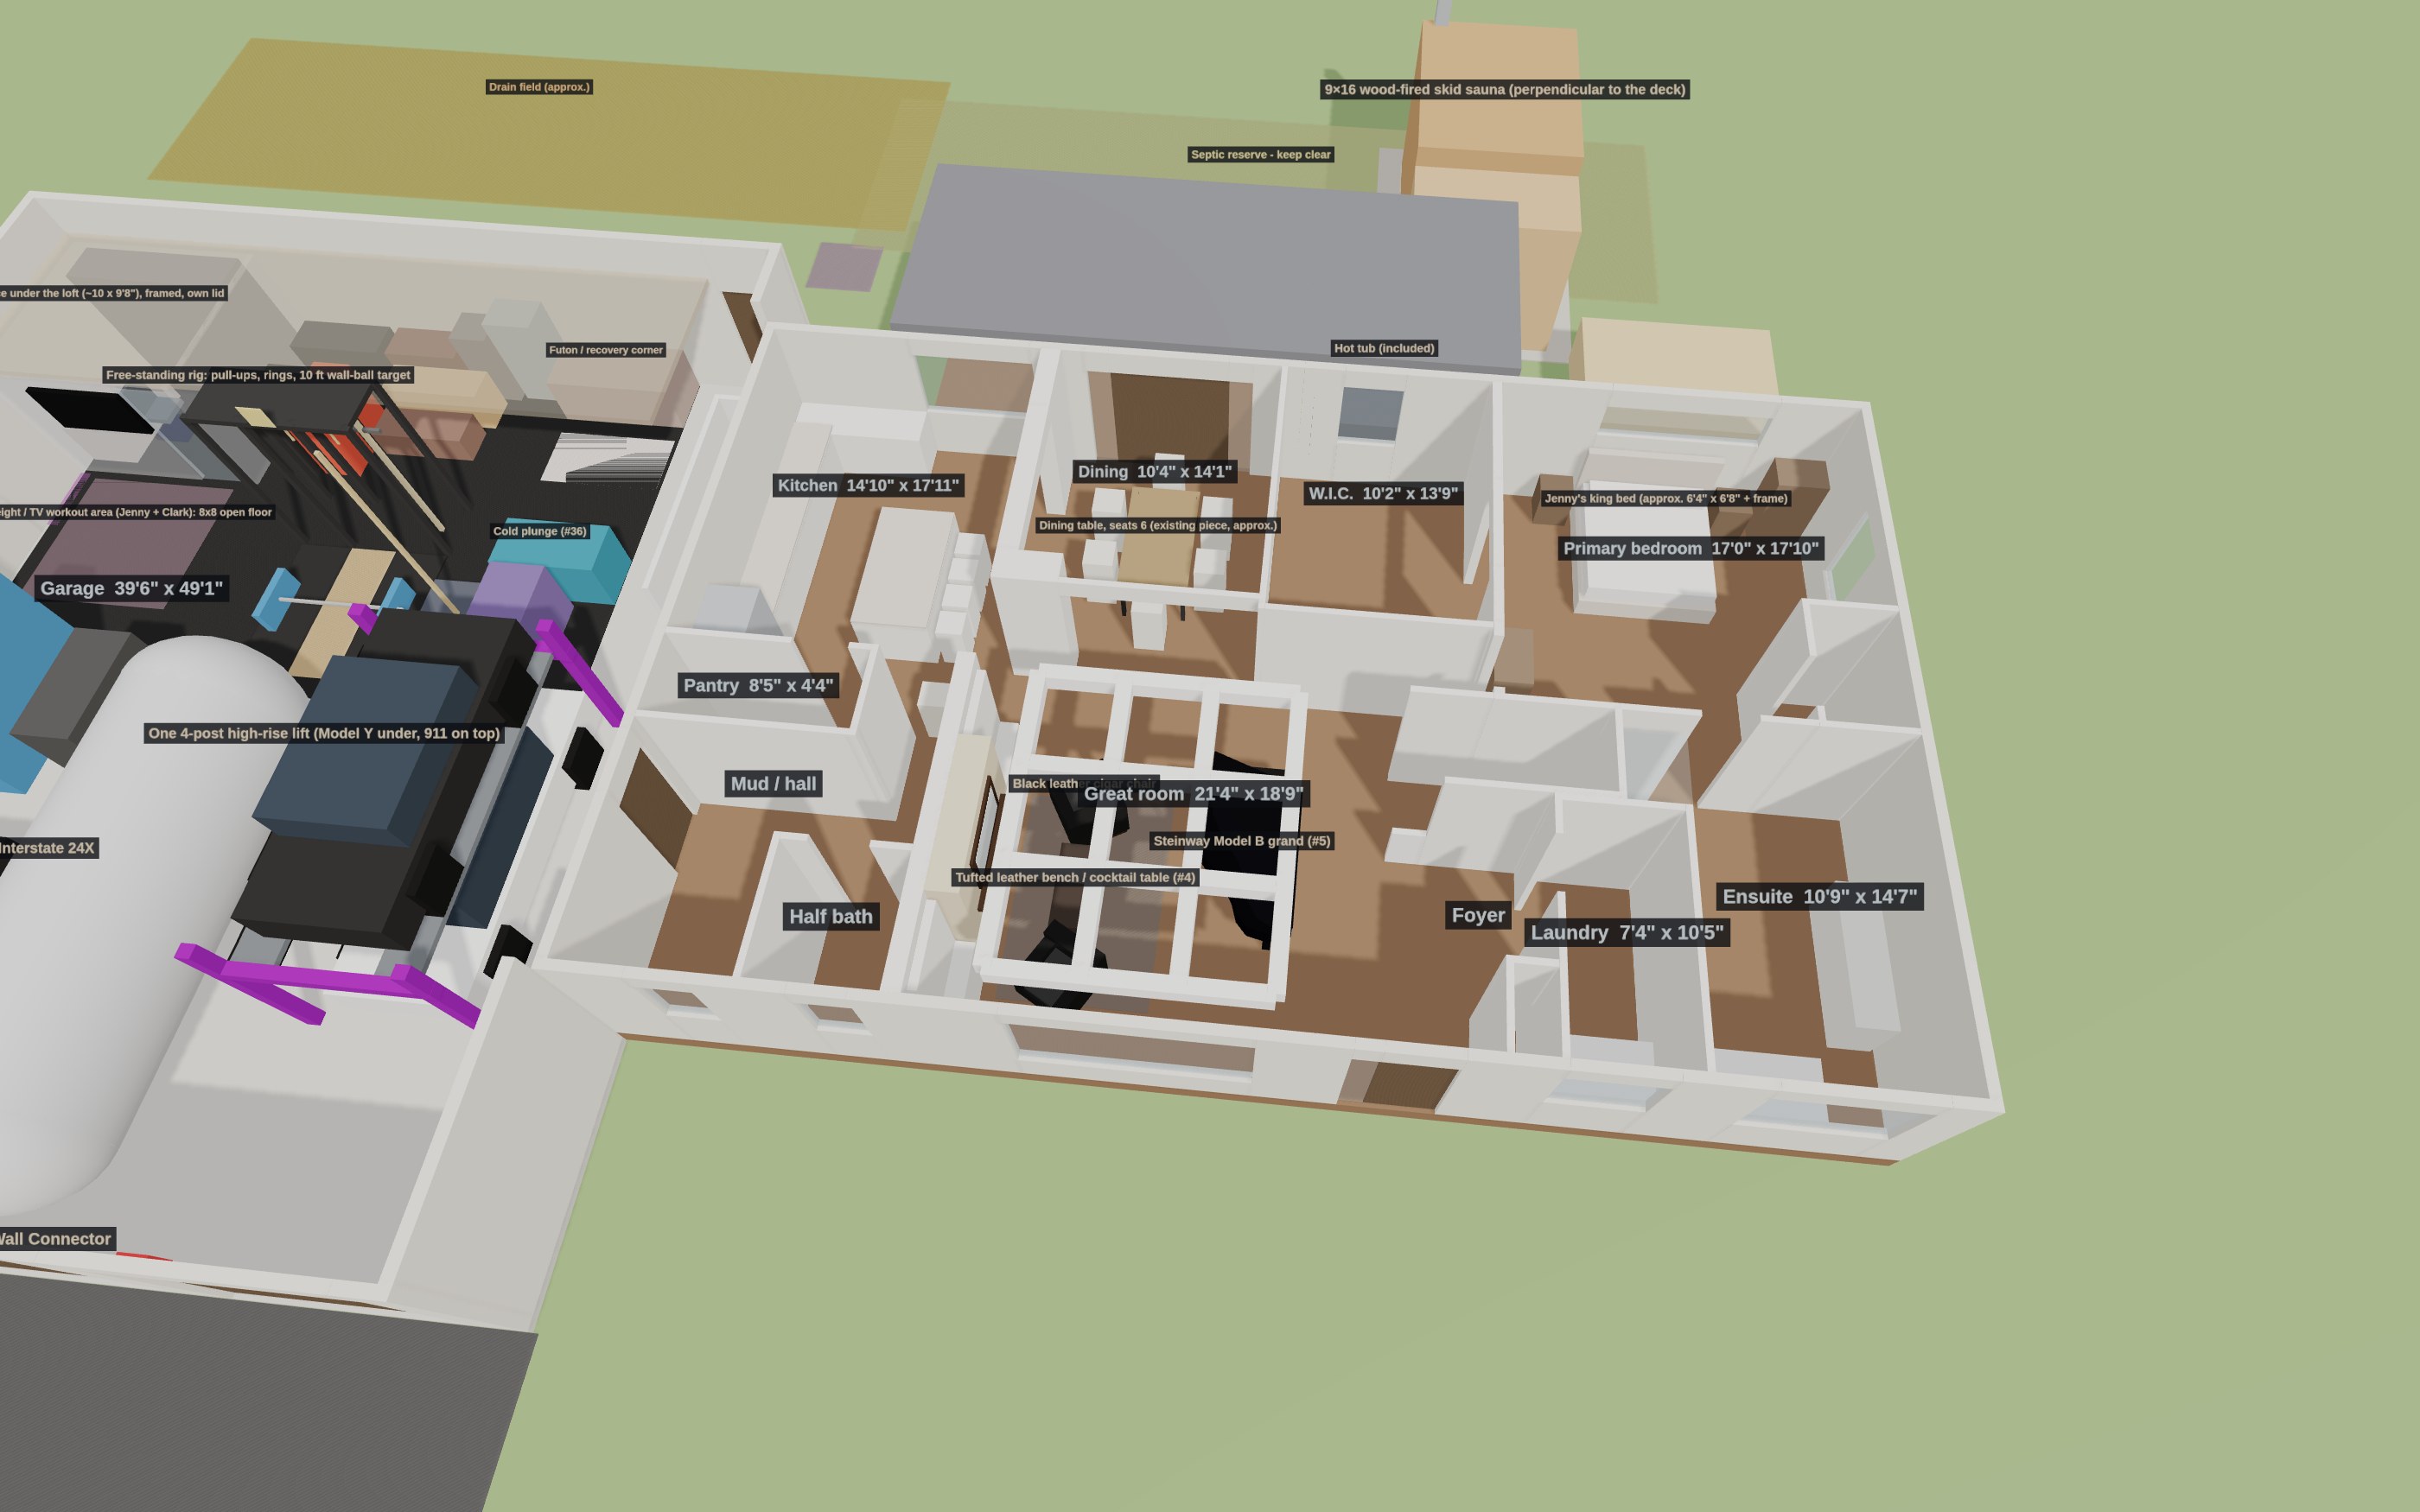 Drain field (approx.)
9×16 wood-fired skid sauna (perpendicular to the deck)
Septic reserve - keep clear
under the loft (~10 x 9'8"), framed, own lid
Futon / recovery corner
Hot tub (included)
Free-standing rig: pull-ups, rings, 10 ft wall-ball target
Kitchen 14'10" x 17'11"
Dining 10'4" x 14'1"
W.I.C. 10'2" x 13'9"
Jenny's king bed (approx. 6'4" x 6'8" + frame)
/ TV workout area (Jenny + Clark): 8x8 open floor
Cold plunge (#36)
Dining table, seats 6 (existing piece, approx.)
Primary bedroom 17'0" x 17'10"
Garage 39'6" x 49'1"
Pantry 8'5" x 4'4"
One 4-post high-rise lift (Model Y under, 911 on top)
Mud / hall
Black leather cigar chair
Great room 21'4" x 18'9"
Interstate 24X
Steinway Model B grand (#5)
Tufted leather bench / cocktail table (#4)
Half bath
Foyer
Laundry 7'4" x 10'5"
Ensuite 10'9" x 14'7"
Wall Connector